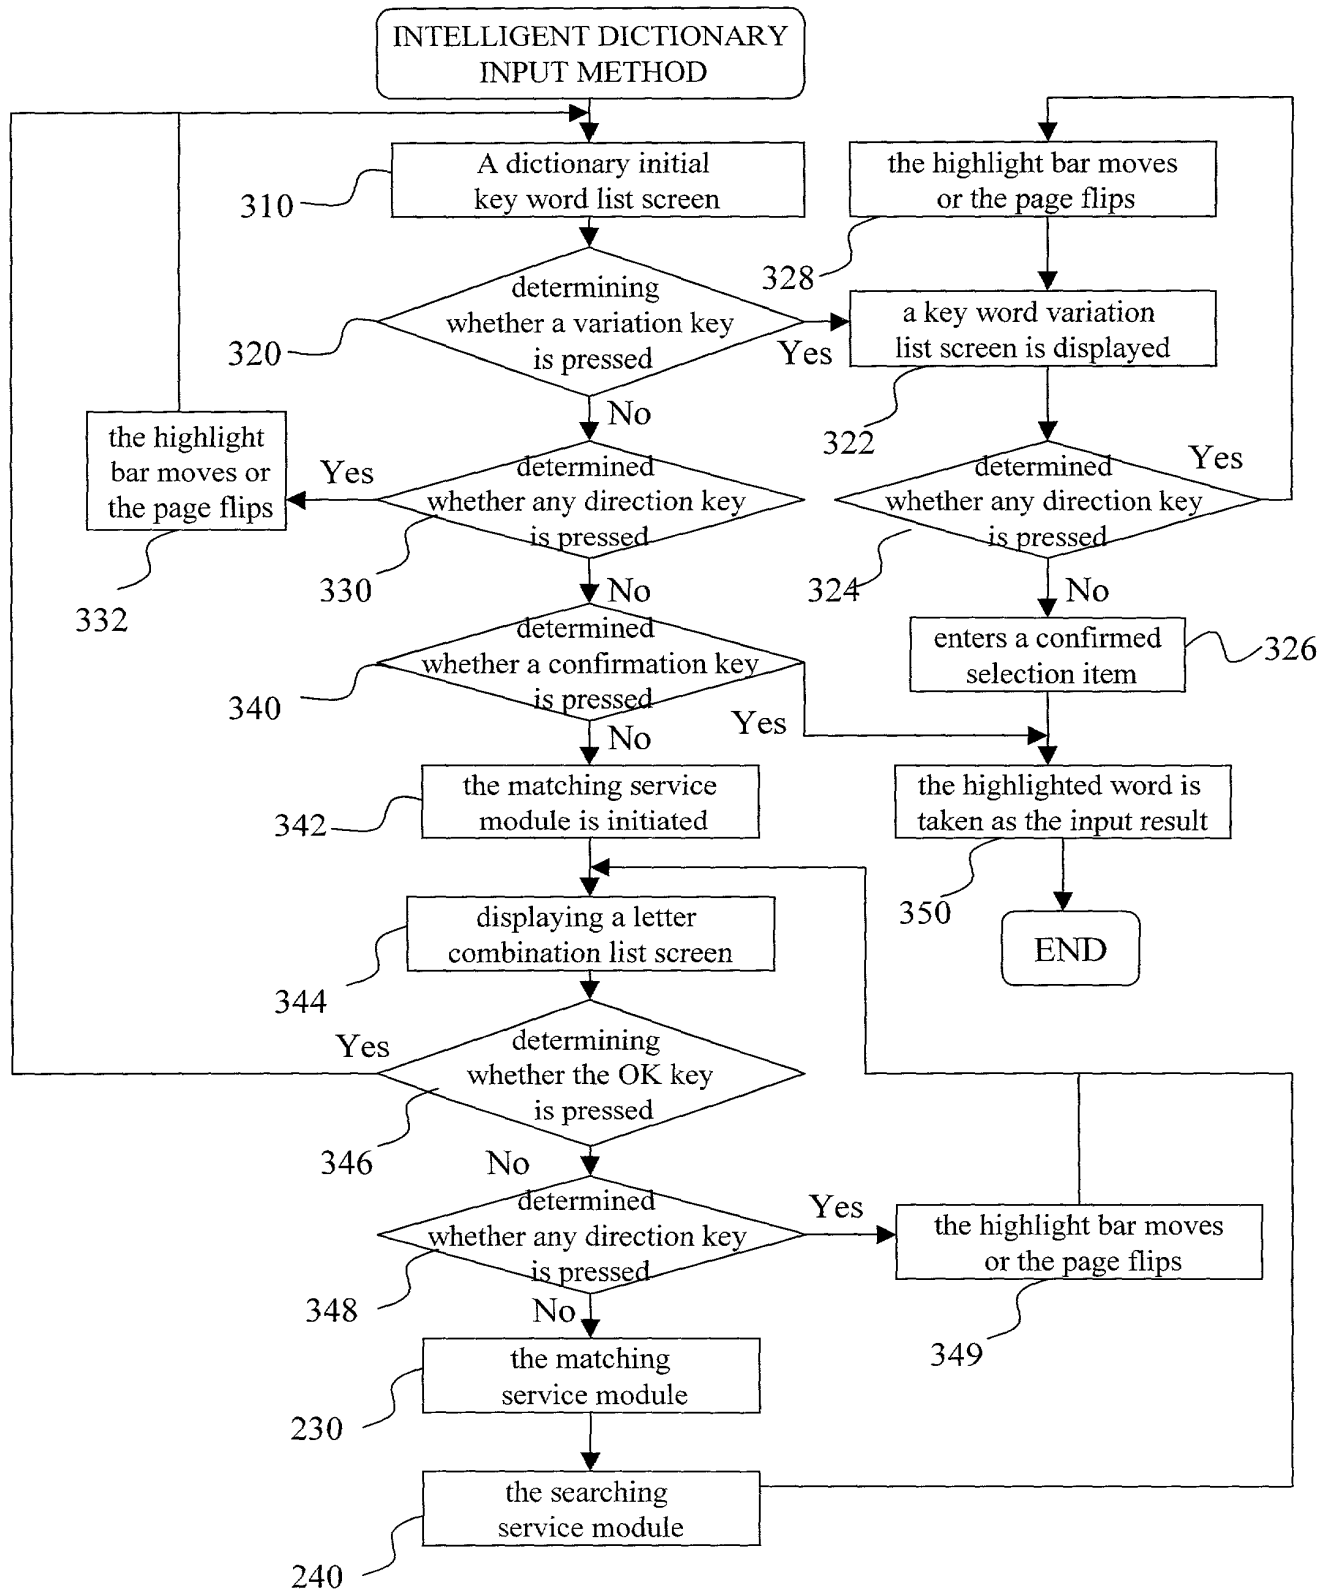 INTELLIGENT DICTIONARY
INPUT METHOD
A dictionary initial
key word list screen
310
the highlight bar moves
or the page flips
328
determining
whether a variation key
is pressed
320
Yes
a key word variation
list screen is displayed
322
No
the highlight
bar moves or
the page flips
332
Yes
determined
whether any direction key
is pressed
330
determined
whether any direction key
is pressed
324
Yes
No
No
determined
whether a confirmation key
is pressed
340
enters a confirmed
selection item
326
Yes
No
the matching service
module is initiated
342
the highlighted word is
taken as the input result
350
displaying a letter
combination list screen
344
END
Yes
determining
whether the OK key
is pressed
346
No
determined
whether any direction key
is pressed
348
Yes
the highlight bar moves
or the page flips
349
No
the matching
service module
230
the searching
service module
240